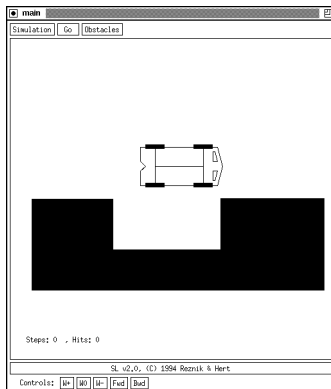 main
Simulation Go Obstacles
Steps: 0 , Hits: 0
SL v2.0, (C) 1994 Reznik & Hert
Controls: W+ W0 W- Fwd Bwd